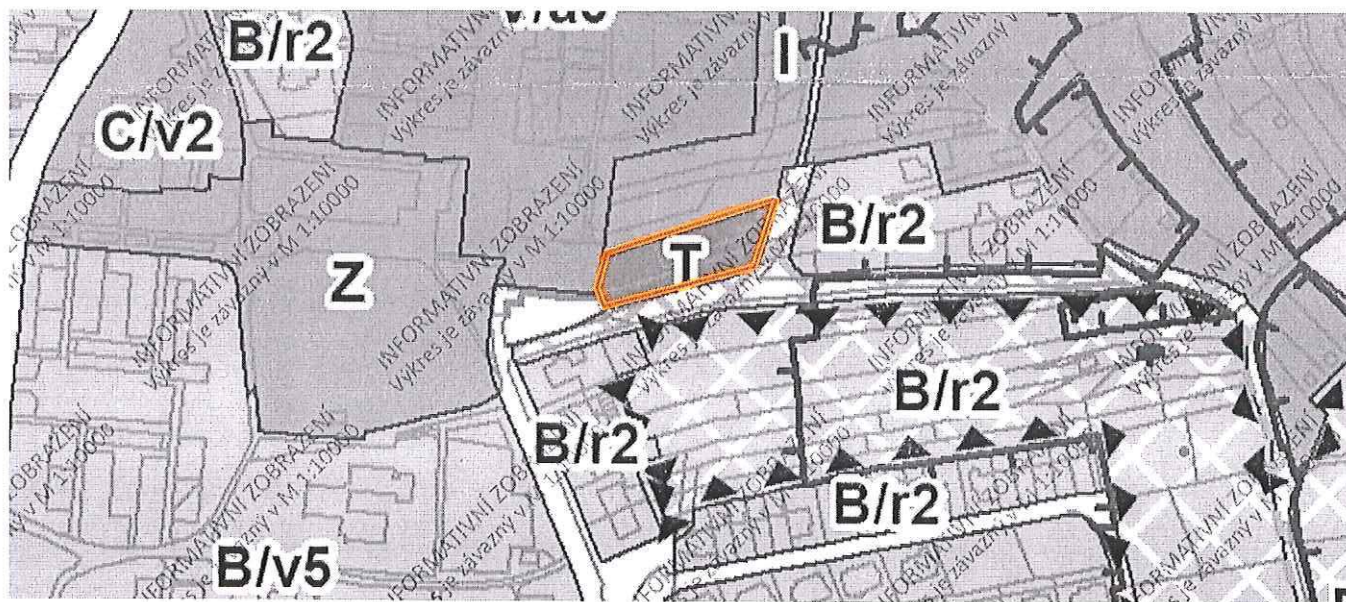 B/r2
I
C/v2
B/r2
T
Z
B/r2
B/r2
B/r2
B/v5
INFORMATIVNÍ ZOBRAZENÍ
Výkres je závazný v M 1:10000